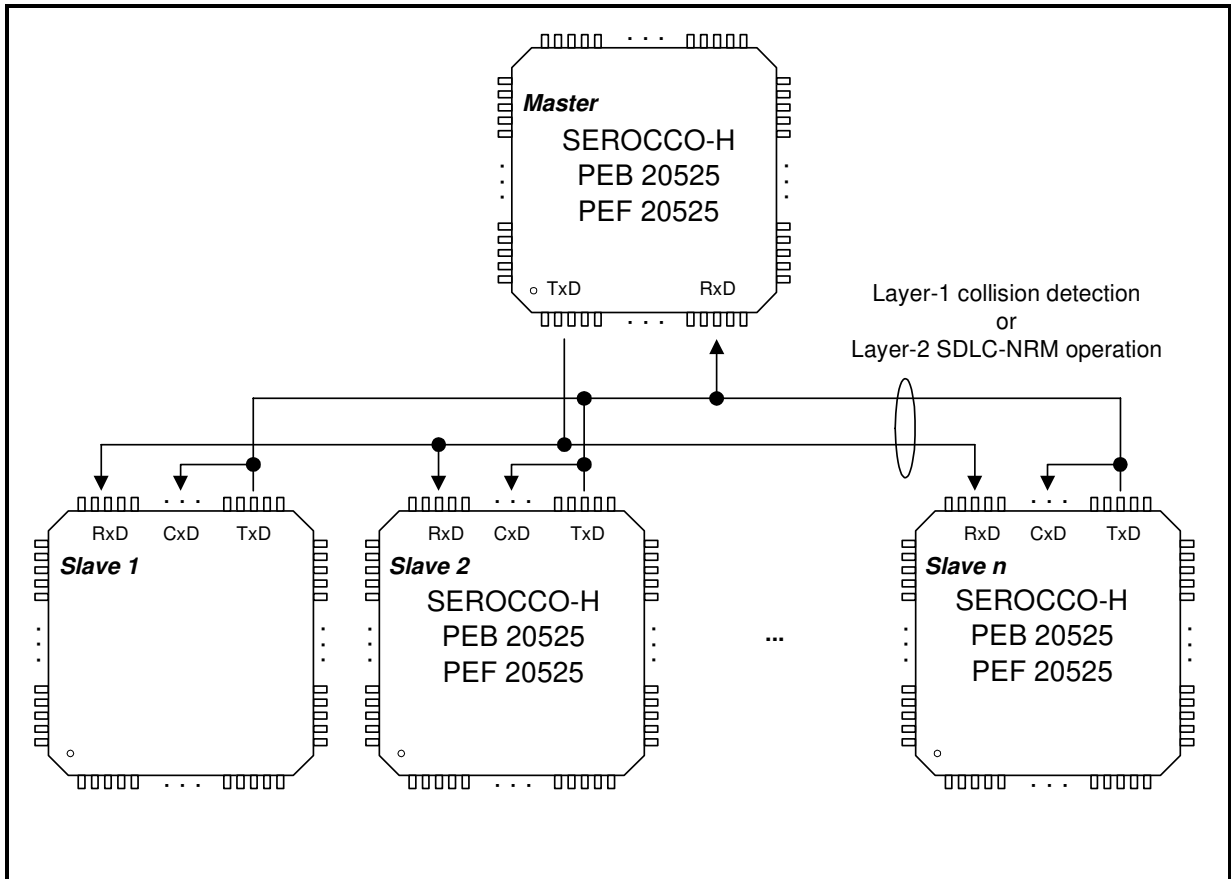 Master
SEROCCO-H
PEB 20525
PEF 20525
TxD RxD
Layer-1 collision detection
or
Layer-2 SDLC-NRM operation
RxD CxD TxD
Slave 1
RxD CxD TxD
Slave 2
SEROCCO-H
PEB 20525
PEF 20525
...
RxD CxD TxD
Slave n
SEROCCO-H
PEB 20525
PEF 20525